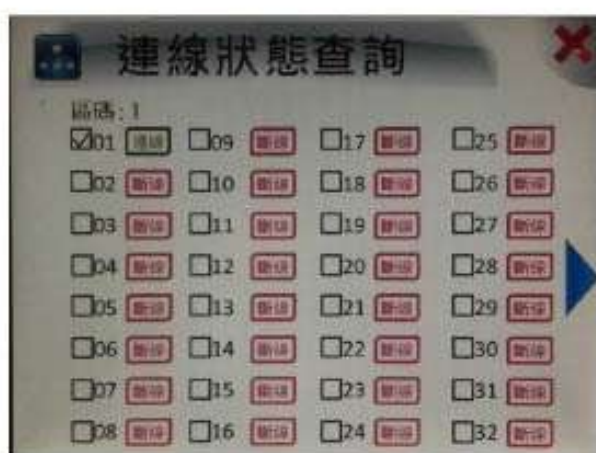 連線狀態查詢
區碼:1
01 連線 09 斷線 17 斷線 25 斷線
02 斷線 10 斷線 18 斷線 26 斷線
03 斷線 11 斷線 19 斷線 27 斷線
04 斷線 12 斷線 20 斷線 28 斷線
05 斷線 13 斷線 21 斷線 29 斷線
06 斷線 14 斷線 22 斷線 30 斷線
07 斷線 15 斷線 23 斷線 31 斷線
08 斷線 16 斷線 24 斷線 32 斷線